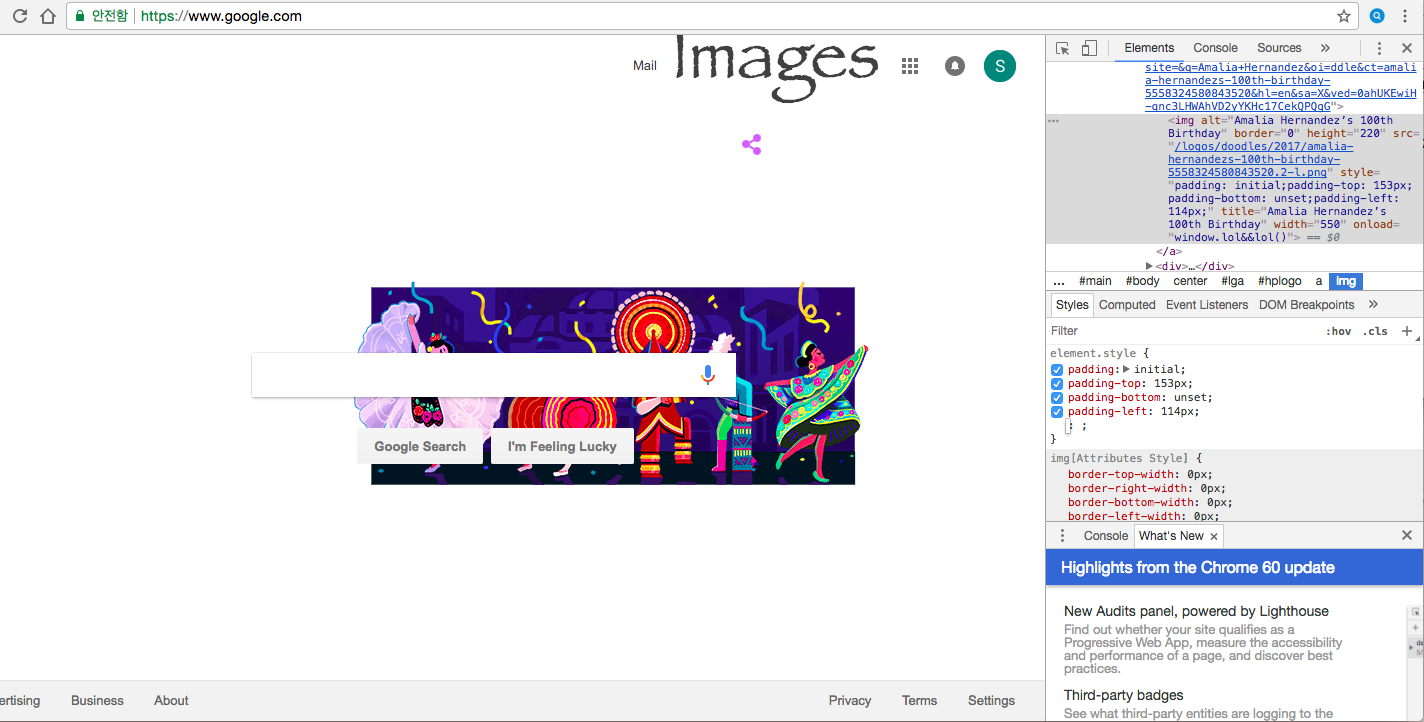 안전함 https://www.google.com
Mail Images S
Elements Console Sources »
site=&q=Amalia+Hernandez&oi=ddle&ct=amali
a-hernandezs-100th-birthday-
5558324580843520&hl=en&sa=X&ved=0ahUKEwiH
-qnc3LHWAhVD2yYKHc17CekQPQgG">
<img alt="Amalia Hernandez's 100th
Birthday" border="0" height="220" src=
"/logos/doodles/2017/amalia-
hernandezs-100th-birthday-
5558324580843520.2-l.png" style=
"padding: initial;padding-top: 153px;
padding-bottom: unset;padding-left:
114px;" title="Amalia Hernandez's
100th Birthday" width="550" onload=
"window.lol&&lol()"> == $0
</a>
<div>…</div>
... #main #body center #lga #hplogo a img
Styles Computed Event Listeners DOM Breakpoints »
Filter :hov .cls +
element.style {
padding: initial;
padding-top: 153px;
padding-bottom: unset;
padding-left: 114px;
: ;
}
img[Attributes Style] {
border-top-width: 0px;
border-right-width: 0px;
border-bottom-width: 0px;
border-left-width: 0px;
Google Search I'm Feeling Lucky
Console What's New ×
Highlights from the Chrome 60 update
New Audits panel, powered by Lighthouse
Find out whether your site qualifies as a
Progressive Web App, measure the accessibility
and performance of a page, and discover best
practices.
Third-party badges
See what third-party entities are logging to the
ertising Business About Privacy Terms Settings